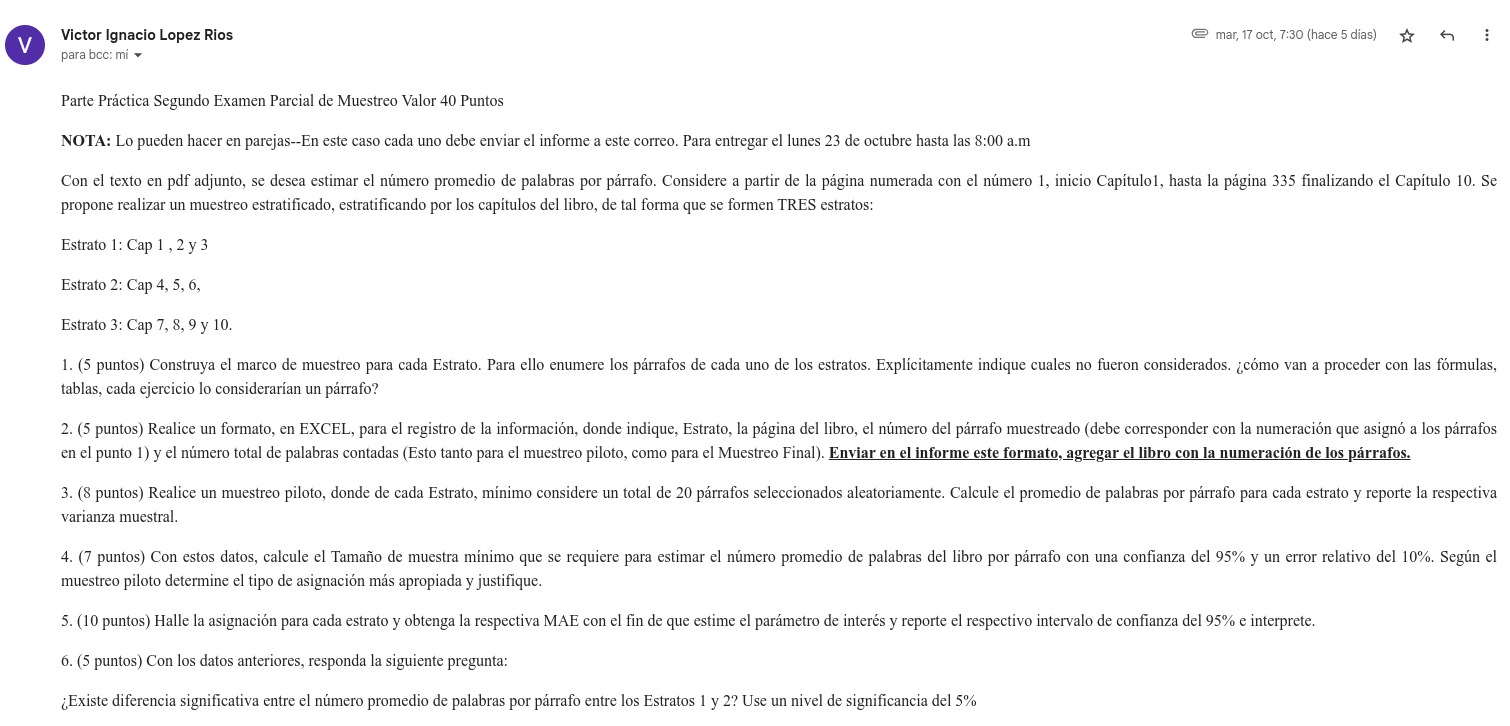 V
Victor Ignacio Lopez Rios
mar, 17 oct, 7:30 (hace 5 días)
para bcc: mí
Parte Práctica Segundo Examen Parcial de Muestreo Valor 40 Puntos
NOTA: Lo pueden hacer en parejas--En este caso cada uno debe enviar el informe a este correo. Para entregar el lunes 23 de octubre hasta las 8:00 a.m
Con el texto en pdf adjunto, se desea estimar el número promedio de palabras por párrafo. Considere a partir de la página numerada con el número 1, inicio Capítulo1, hasta la página 335 finalizando el Capítulo 10. Se
propone realizar un muestreo estratificado, estratificando por los capítulos del libro, de tal forma que se formen TRES estratos:
Estrato 1: Cap 1 , 2 y 3
Estrato 2: Cap 4, 5, 6,
Estrato 3: Cap 7, 8, 9 y 10.
1. (5 puntos) Construya el marco de muestreo para cada Estrato. Para ello enumere los párrafos de cada uno de los estratos. Explícitamente indique cuales no fueron considerados. ¿cómo van a proceder con las fórmulas,
tablas, cada ejercicio lo considerarían un párrafo?
2. (5 puntos) Realice un formato, en EXCEL, para el registro de la información, donde indique, Estrato, la página del libro, el número del párrafo muestreado (debe corresponder con la numeración que asignó a los párrafos
en el punto 1) y el número total de palabras contadas (Esto tanto para el muestreo piloto, como para el Muestreo Final). Enviar en el informe este formato, agregar el libro con la numeración de los párrafos.
3. (8 puntos) Realice un muestreo piloto, donde de cada Estrato, mínimo considere un total de 20 párrafos seleccionados aleatoriamente. Calcule el promedio de palabras por párrafo para cada estrato y reporte la respectiva
varianza muestral.
4. (7 puntos) Con estos datos, calcule el Tamaño de muestra mínimo que se requiere para estimar el número promedio de palabras del libro por párrafo con una confianza del 95% y un error relativo del 10%. Según el
muestreo piloto determine el tipo de asignación más apropiada y justifique.
5. (10 puntos) Halle la asignación para cada estrato y obtenga la respectiva MAE con el fin de que estime el parámetro de interés y reporte el respectivo intervalo de confianza del 95% e interprete.
6. (5 puntos) Con los datos anteriores, responda la siguiente pregunta:
¿Existe diferencia significativa entre el número promedio de palabras por párrafo entre los Estratos 1 y 2? Use un nivel de significancia del 5%